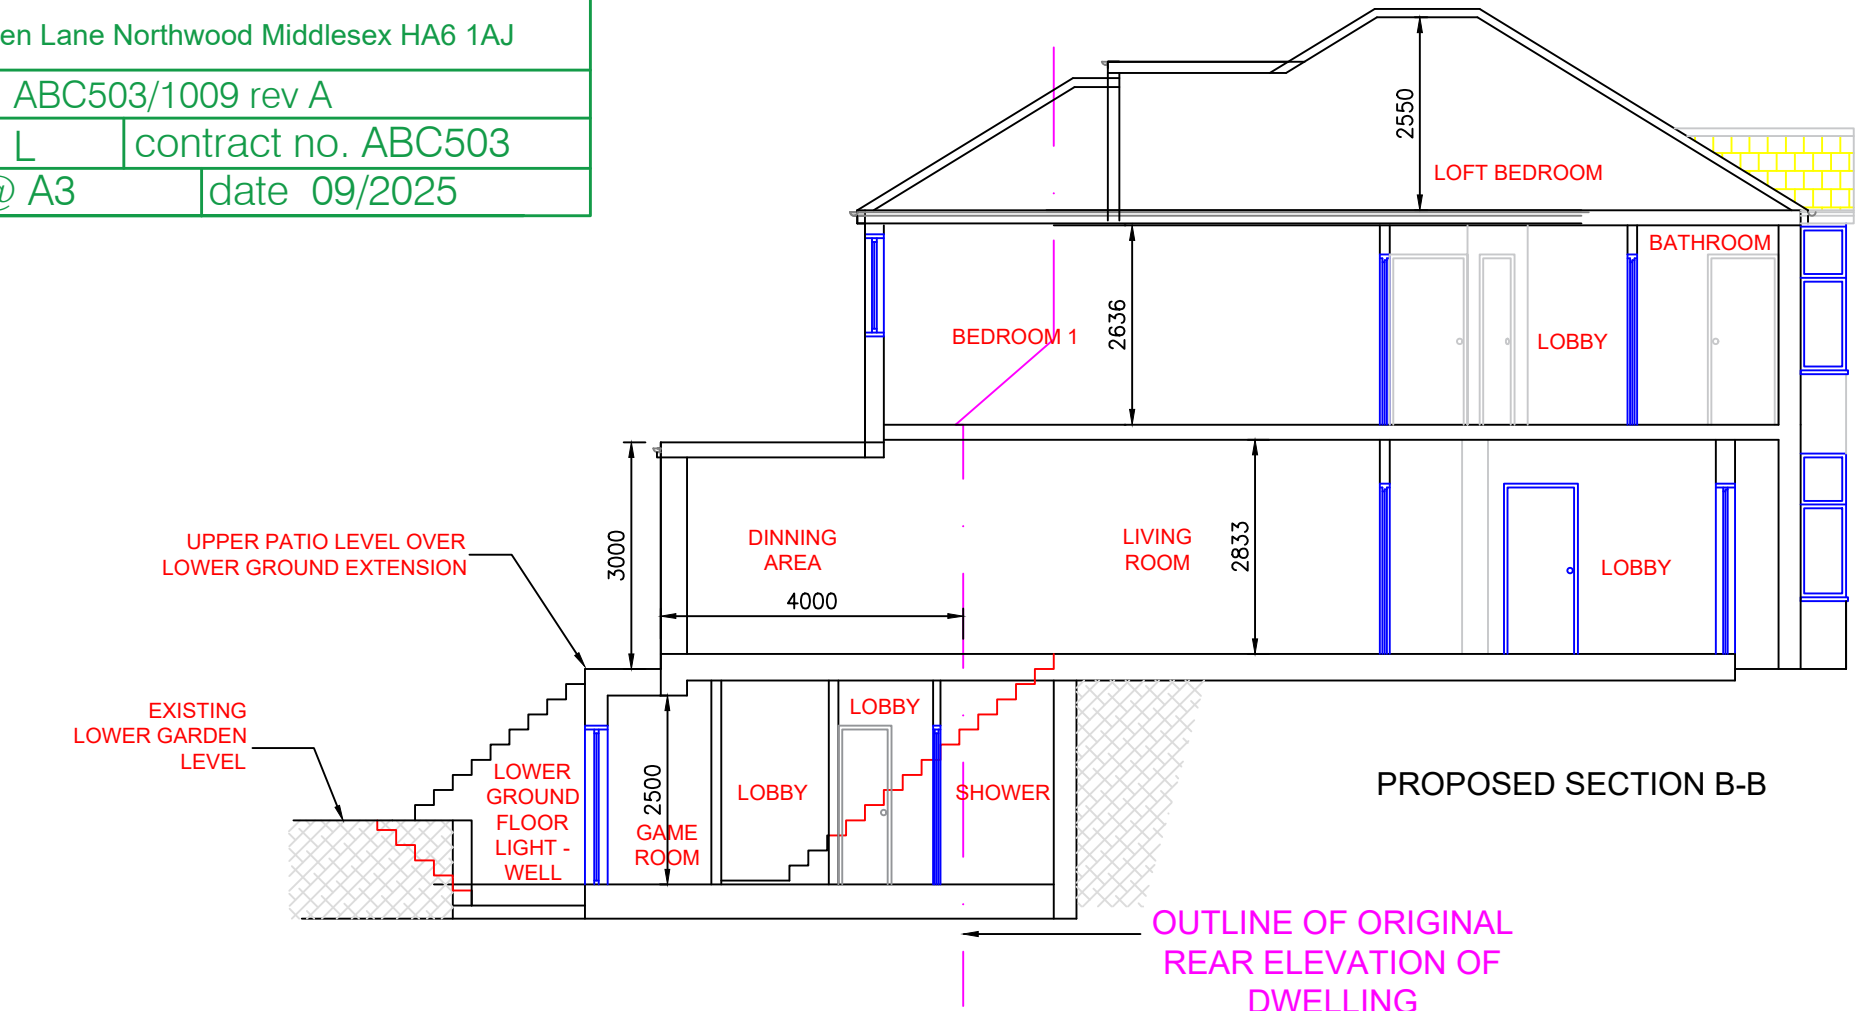 en Lane Northwood Middlesex HA6 1AJ
ABC503/1009 rev A
L
contract no. ABC503
@ A3
date 09/2025
2550
LOFT BEDROOM
BATHROOM
2636
BEDROOM 1
LOBBY
UPPER PATIO LEVEL OVER
LOWER GROUND EXTENSION
3000
DINNING
AREA
4000
LIVING
ROOM
2833
LOBBY
EXISTING
LOWER GARDEN
LEVEL
LOWER
GROUND
FLOOR
LIGHT -
WELL
2500
GAME
ROOM
LOBBY
LOBBY
SHOWER
PROPOSED SECTION B-B
OUTLINE OF ORIGINAL
REAR ELEVATION OF
DWELLING